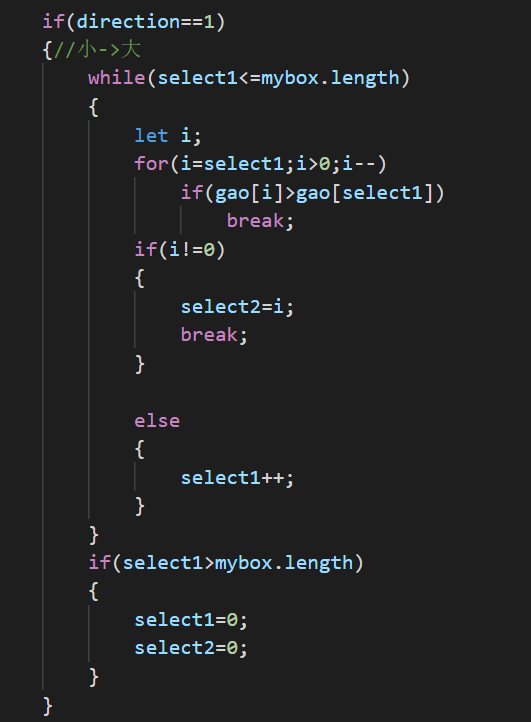 if(direction==1)
{//小->大
while(select1<=mybox.length)
{
let i;
for(i=select1;i>0;i--)
if(gao[i]>gao[select1])
break;
if(i!=0)
{
select2=i;
break;
}
else
{
select1++;
}
}
if(select1>mybox.length)
{
select1=0;
select2=0;
}
}